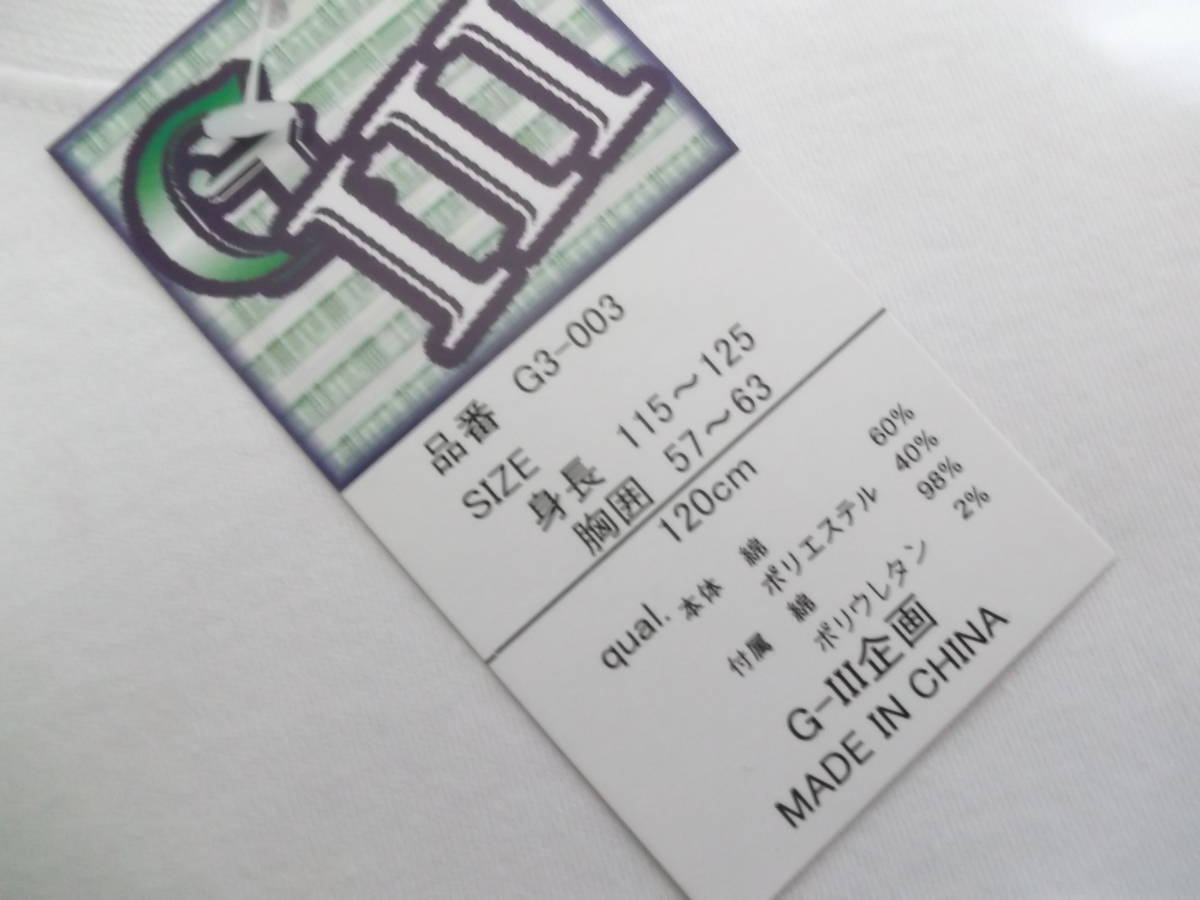 GIII
品番 G3-003
SIZE
身長 115～125
胸囲 57～63
120cm
qual. 本体 綿 60%
ポリエステル 40%
付属 綿 98%
ポリウレタン 2%
G-III企画
MADE IN CHINA